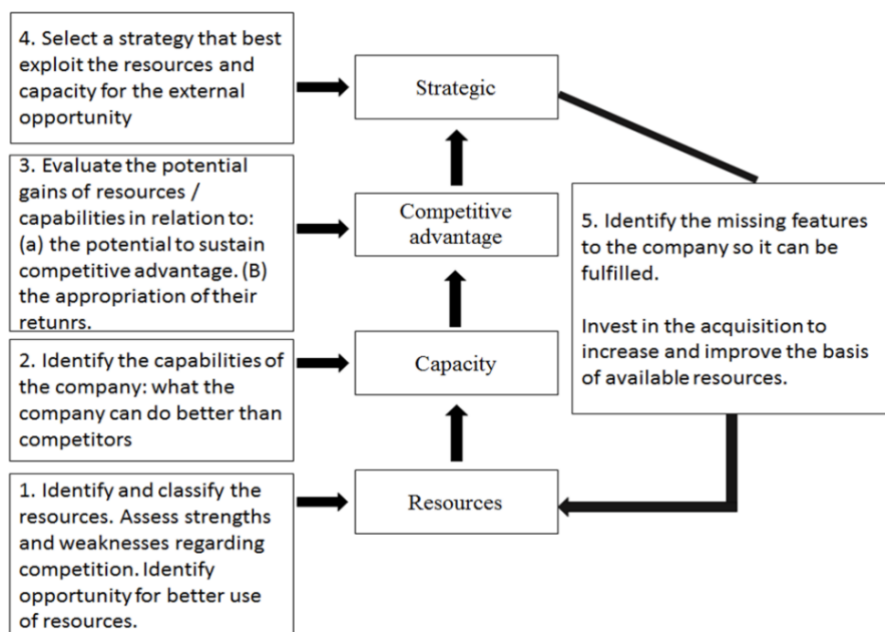 4. Select a strategy that best
exploit the resources and
capacity for the external
opportunity
Strategic
3. Evaluate the potential
gains of resources /
capabilities in relation to:
(a) the potential to sustain
competitive advantage. (B)
the appropriation of their
retunrs.
Competitive
advantage
5. Identify the missing features
to the company so it can be
fulfilled.
Invest in the acquisition to
increase and improve the basis
of available resources.
2. Identify the capabilities of
the company: what the
company can do better than
competitors
Capacity
1. Identify and classify the
resources. Assess strengths
and weaknesses regarding
competition. Identify
opportunity for better use
of resources.
Resources